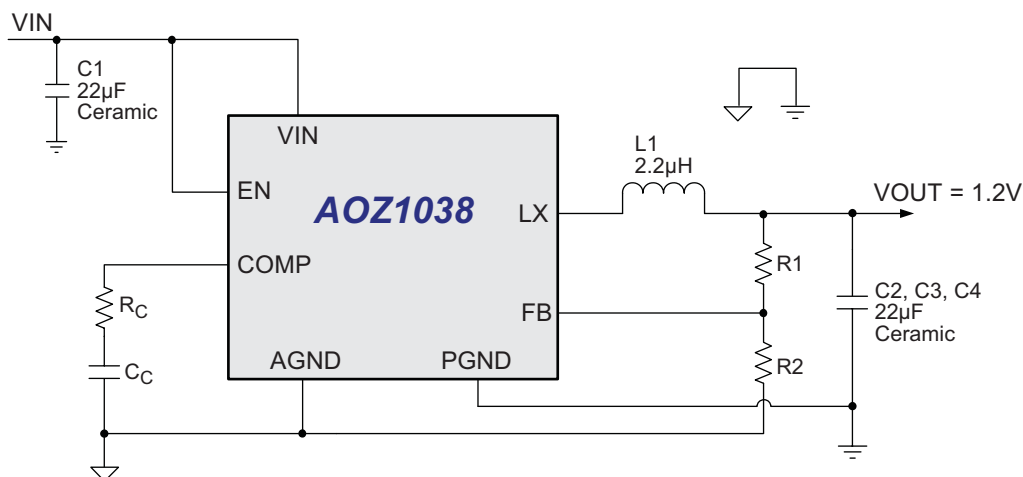 VIN
C1
22µF
Ceramic
VIN
EN
AOZ1038
LX
COMP
FB
AGND
PGND
L1
2.2µH
VOUT = 1.2V
R1
C2, C3, C4
22µF
Ceramic
R2
RC
CC